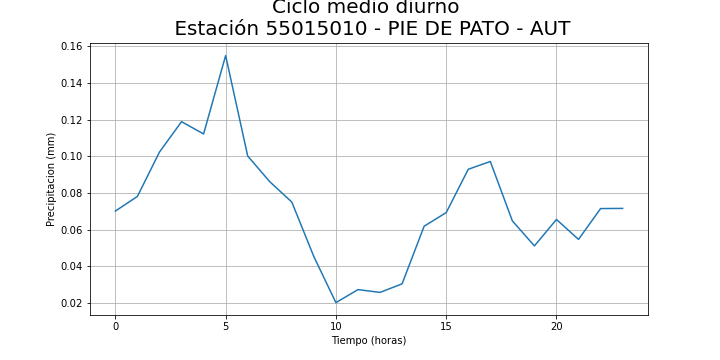 Ciclo medio diurno
Estación 55015010 - PIE DE PATO - AUT
0.16
0.14
0.12
0.10
0.08
0.06
0.04
0.02
Precipitacion (mm)
0 5 10 15 20
Tiempo (horas)